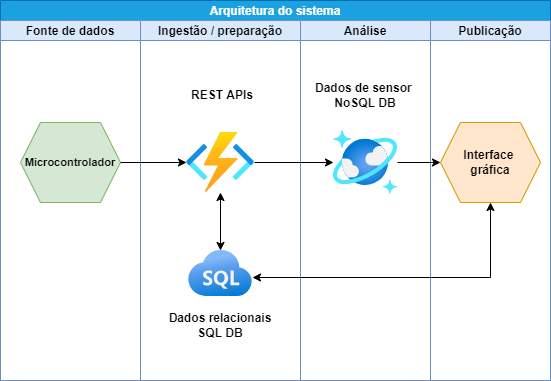 Arquitetura do sistema
Fonte de dados
Ingestão / preparação
Análise
Publicação
REST APIs
Dados de sensor
NoSQL DB
Microcontrolador
Interface
gráfica
SQL
Dados relacionais
SQL DB